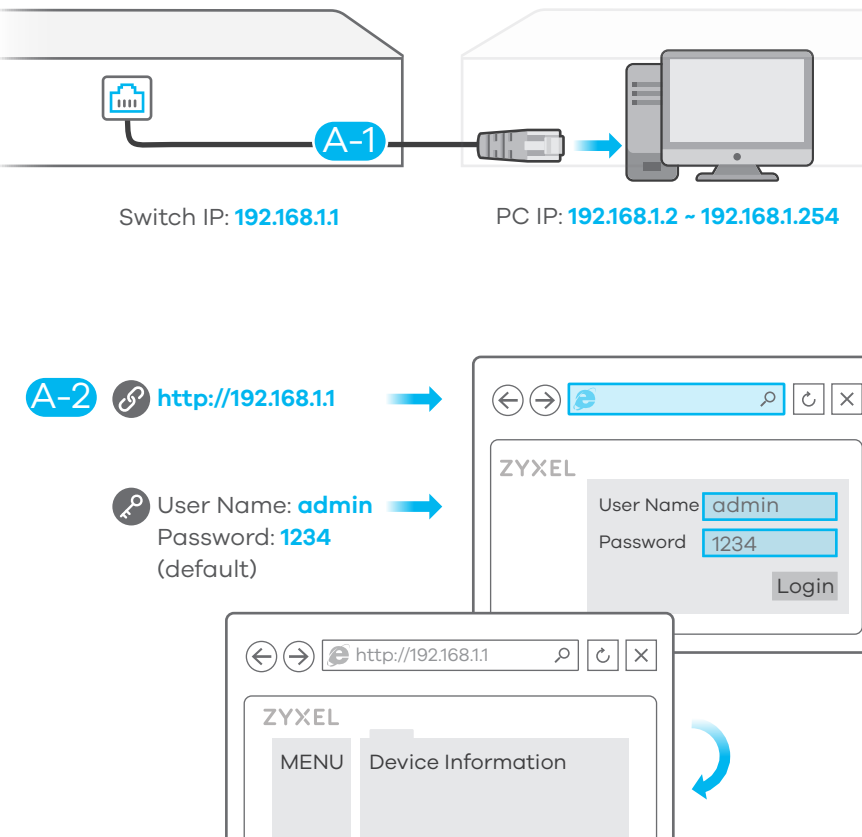 A-1
Switch IP: 192.168.1.1
PC IP: 192.168.1.2 ~ 192.168.1.254
A-2
http://192.168.1.1
User Name: admin
Password: 1234
(default)
ZYXEL
User Name admin
Password 1234
Login
http://192.168.1.1
ZYXEL
MENU
Device Information